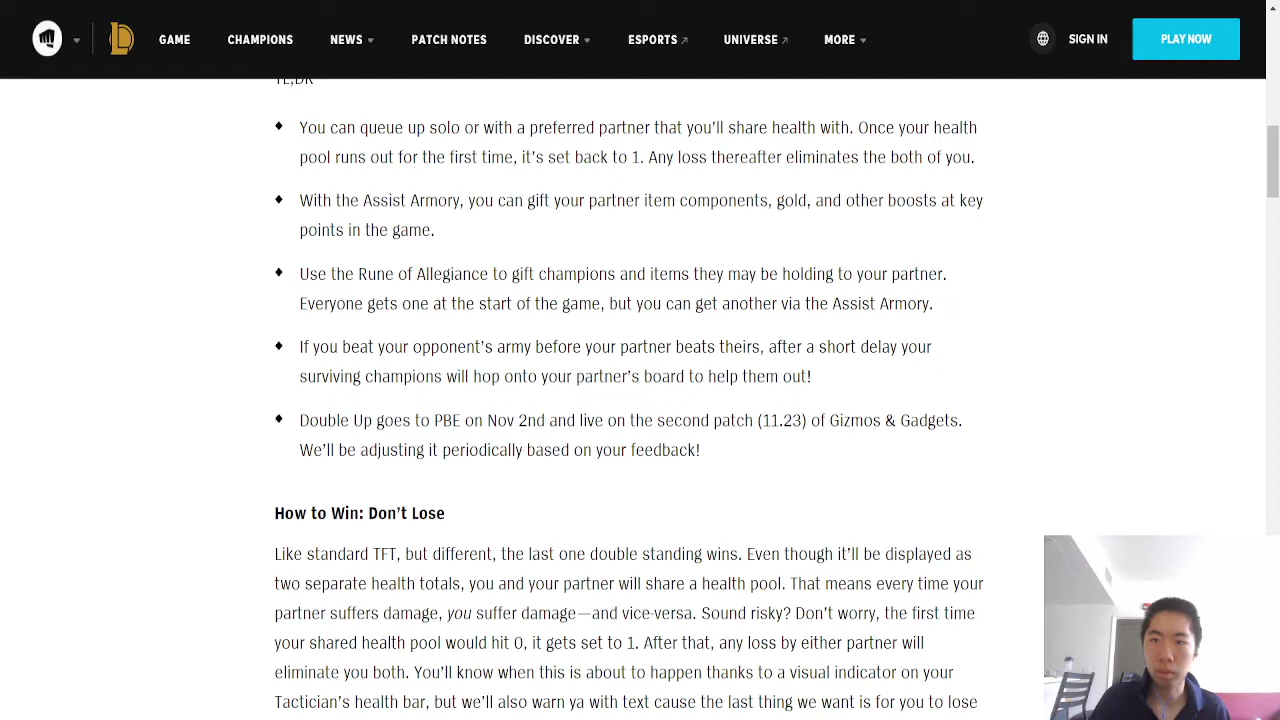 GAME CHAMPIONS NEWS PATCH NOTES DISCOVER ESPORTS UNIVERSE MORE SIGN IN PLAY NOW
TL;DR
You can queue up solo or with a preferred partner that you’ll share health with. Once your health
pool runs out for the first time, it’s set back to 1. Any loss thereafter eliminates the both of you.
With the Assist Armory, you can gift your partner item components, gold, and other boosts at key
points in the game.
Use the Rune of Allegiance to gift champions and items they may be holding to your partner.
Everyone gets one at the start of the game, but you can get another via the Assist Armory.
If you beat your opponent’s army before your partner beats theirs, after a short delay your
surviving champions will hop onto your partner’s board to help them out!
Double Up goes to PBE on Nov 2nd and live on the second patch (11.23) of Gizmos & Gadgets.
We’ll be adjusting it periodically based on your feedback!
How to Win: Don’t Lose
Like standard TFT, but different, the last one double standing wins. Even though it’ll be displayed as
two separate health totals, you and your partner will share a health pool. That means every time your
partner suffers damage, you suffer damage—and vice-versa. Sound risky? Don’t worry, the first time
your shared health pool would hit 0, it gets set to 1. After that, any loss by either partner will
eliminate you both. You’ll know when this is about to happen thanks to a visual indicator on your
Tactician’s health bar, but we’ll also warn ya with text cause the last thing we want is for you to lose